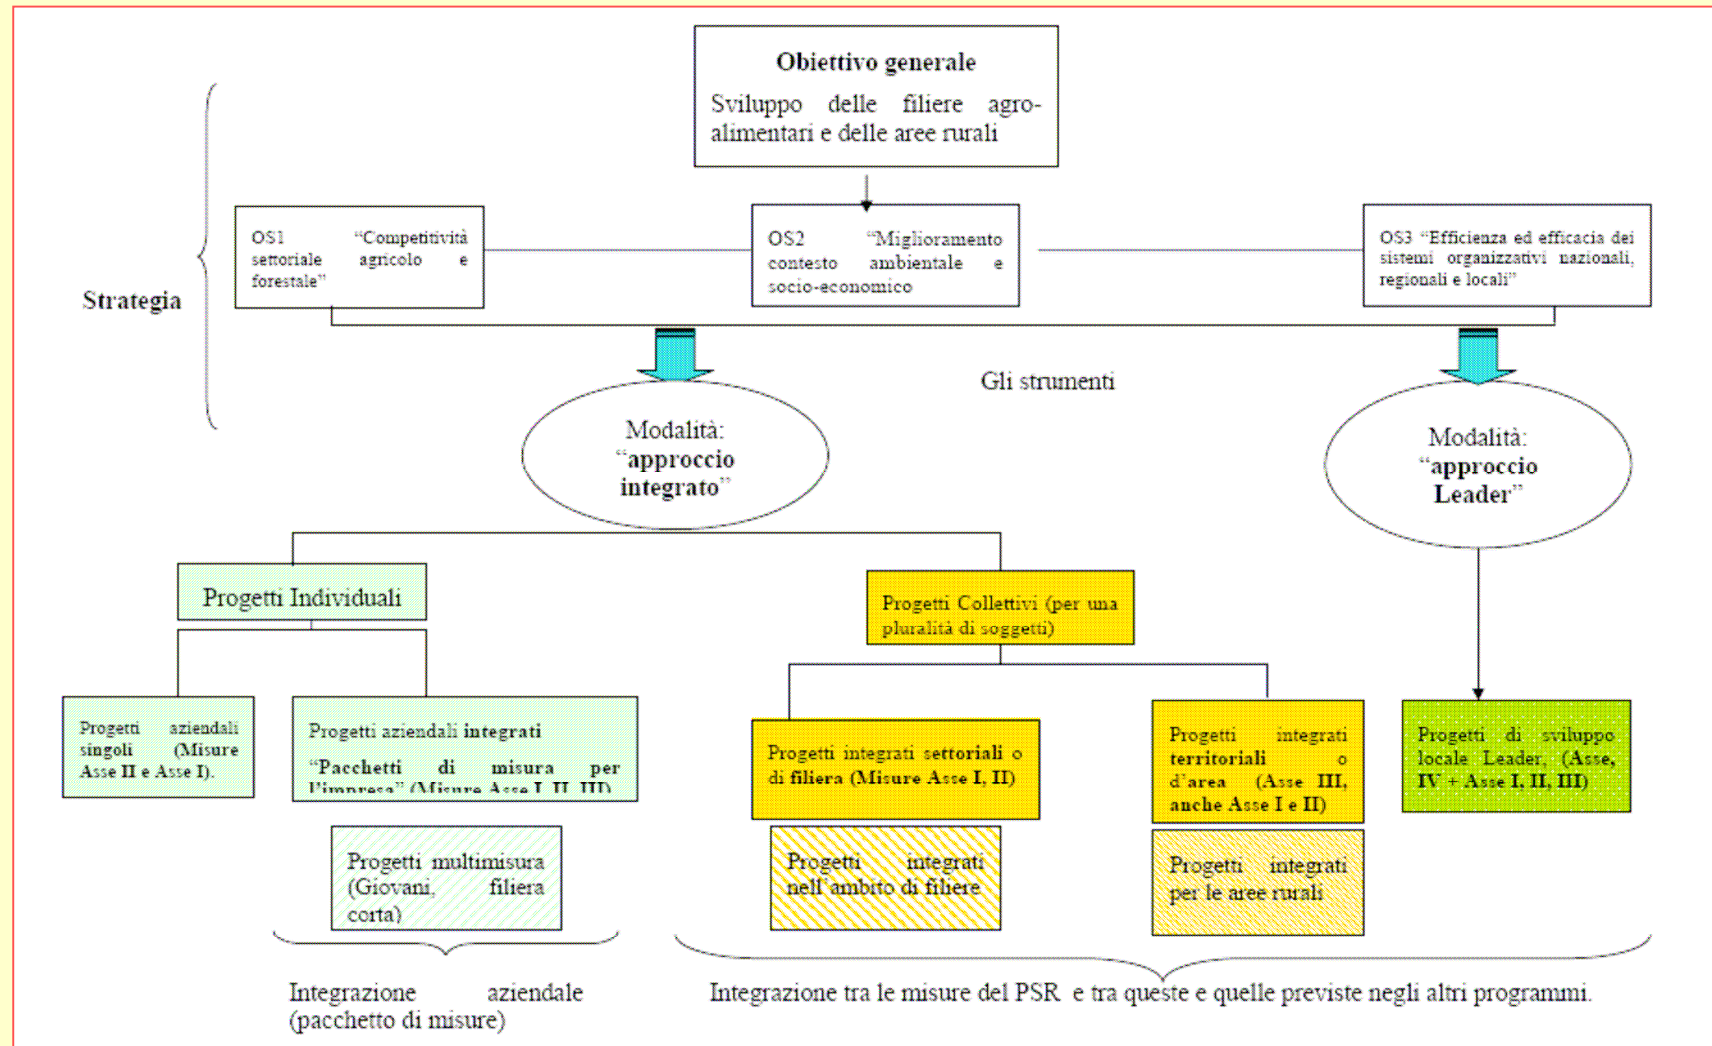 Obiettivo generale
Sviluppo delle filiere agro-
alimentari e delle aree rurali
OS1 “Competitività
settoriale agricolo e
forestale”
OS2 “Miglioramento
contesto ambientale e
socio-economico
OS3 “Efficienza ed efficacia dei
sistemi organizzativi nazionali,
regionali e locali”
Strategia
Gli strumenti
Modalità:
“approccio
integrato”
Modalità:
“approccio
Leader”
Progetti Individuali
Progetti Collettivi (per una
pluralità di soggetti)
Progetti aziendali
singoli (Misure
Asse II e Asse I).
Progetti aziendali integrati
“Pacchetti di misura per
l’impresa” (Misure Asse I, II, III)
Progetti integrati settoriali o
di filiera (Misure Asse I, II)
Progetti integrati
territoriali o
d’area (Asse III,
anche Asse I e II)
Progetti di sviluppo
locale Leader, (Asse,
IV + Asse I, II, III)
Progetti multimisura
(Giovani, filiera
corta)
Progetti integrati
nell’ambito di filiere
Progetti integrati
per le aree rurali
Integrazione aziendale
(pacchetto di misure)
Integrazione tra le misure del PSR e tra queste e quelle previste negli altri programmi.